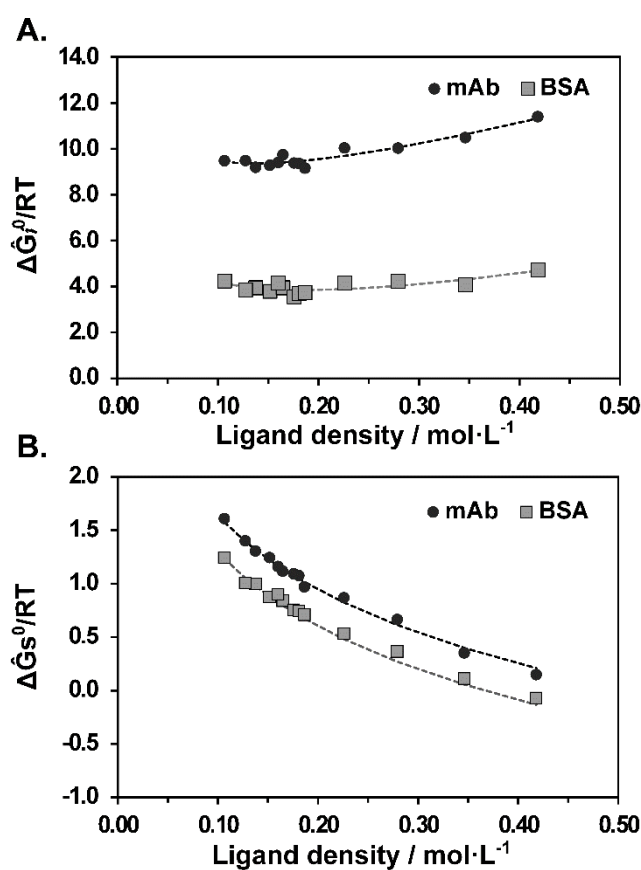 A.
14.0
mAb BSA
12.0
10.0
8.0
6.0
4.0
2.0
0.0
ΔĜᵢ⁰/RT
0.00 0.10 0.20 0.30 0.40 0.50
Ligand density / mol·L⁻¹
B.
2.0
mAb BSA
1.5
1.0
0.5
0.0
-0.5
-1.0
ΔĜs⁰/RT
0.00 0.10 0.20 0.30 0.40 0.50
Ligand density / mol·L⁻¹